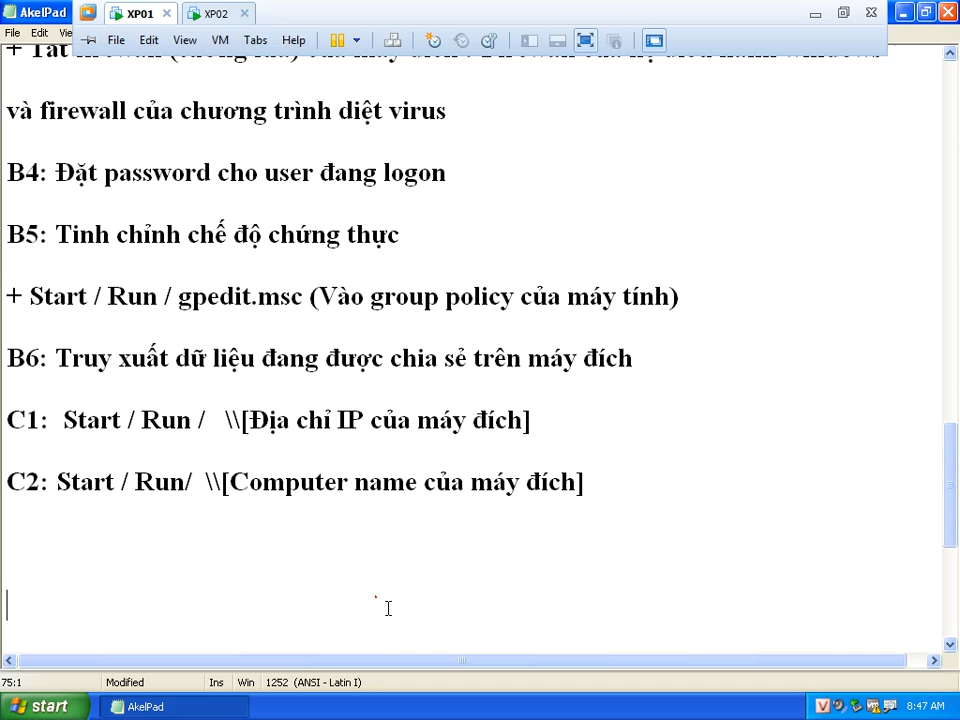 AkelPad
XP01
XP02
File Edit Vie
File Edit View VM Tabs Help
và firewall của chương trình diệt virus
B4: Đặt password cho user đang logon
B5: Tinh chỉnh chế độ chứng thực
+ Start / Run / gpedit.msc (Vào group policy của máy tính)
B6: Truy xuất dữ liệu đang được chia sẻ trên máy đích
C1: Start / Run / \\[Địa chỉ IP của máy đích]
C2: Start / Run/ \\[Computer name của máy đích]
75:1 Modified Ins Win 1252 (ANSI - Latin I)
start AkelPad V 8:47 AM